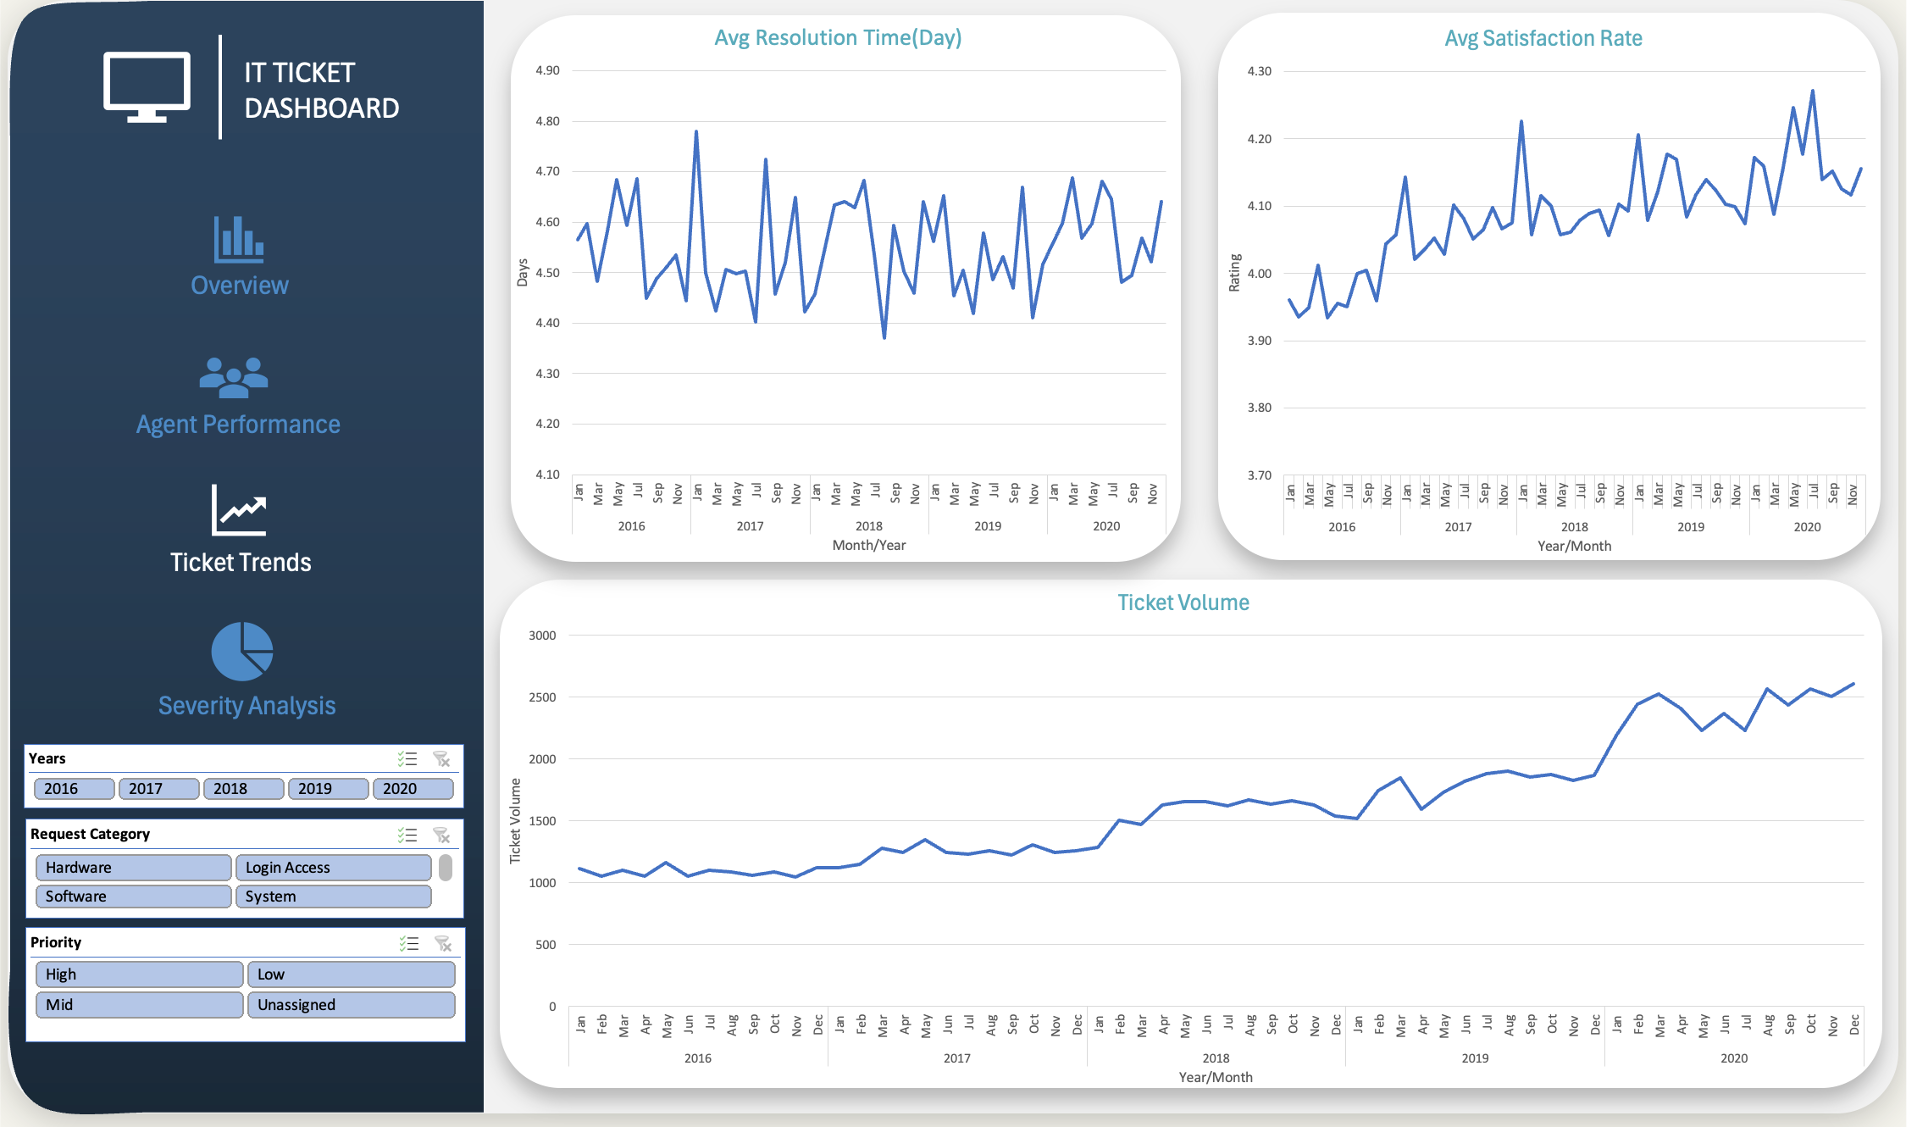 IT TICKET
DASHBOARD
Overview
Agent Performance
Ticket Trends
Severity Analysis
Years
2016 2017 2018 2019 2020
Request Category
Hardware Login Access
Software System
Priority
High Low
Mid Unassigned
Avg Resolution Time(Day)
4.90
4.80
4.70
4.60
4.50
4.40
4.30
4.20
4.10
Days
Jan Mar May Jul Sep Nov Jan Mar May Jul Sep Nov Jan Mar May Jul Sep Nov Jan Mar May Jul Sep Nov Jan Mar May Jul Sep Nov
2016 2017 2018 2019 2020
Month/Year
Avg Satisfaction Rate
4.30
4.20
4.10
4.00
3.90
3.80
3.70
Rating
Jan Mar May Jul Sep Nov Jan Mar May Jul Sep Nov Jan Mar May Jul Sep Nov Jan Mar May Jul Sep Nov Jan Mar May Jul Sep Nov
2016 2017 2018 2019 2020
Year/Month
Ticket Volume
3000
2500
2000
1500
1000
500
0
Ticket Volume
Jan Feb Mar Apr May Jun Jul Aug Sep Oct Nov Dec Jan Feb Mar Apr May Jun Jul Aug Sep Oct Nov Dec Jan Feb Mar Apr May Jun Jul Aug Sep Oct Nov Dec Jan Feb Mar Apr May Jun Jul Aug Sep Oct Nov Dec Jan Feb Mar Apr May Jun Jul Aug Sep Oct Nov Dec
2016 2017 2018 2019 2020
Year/Month